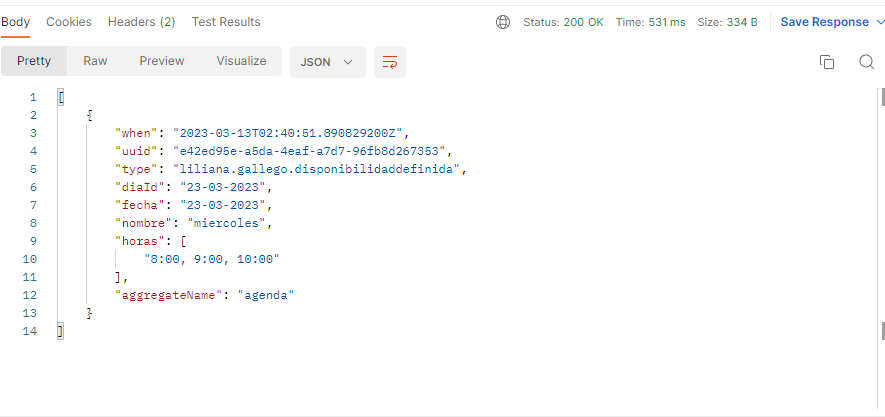 Body Cookies Headers (2) Test Results Status: 200 OK Time: 531 ms Size: 334 B Save Response
Pretty Raw Preview Visualize JSON
1 [
2 {
3 "when": "2023-03-13T02:40:51.890829200Z",
4 "uuid": "e42ed95e-a5da-4eaf-a7d7-96fb8d267353",
5 "type": "liliana.gallego.disponibilidaddefinida",
6 "diaId": "23-03-2023",
7 "fecha": "23-03-2023",
8 "nombre": "miercoles",
9 "horas": [
10 "8:00, 9:00, 10:00"
11 ],
12 "aggregateName": "agenda"
13 }
14 ]